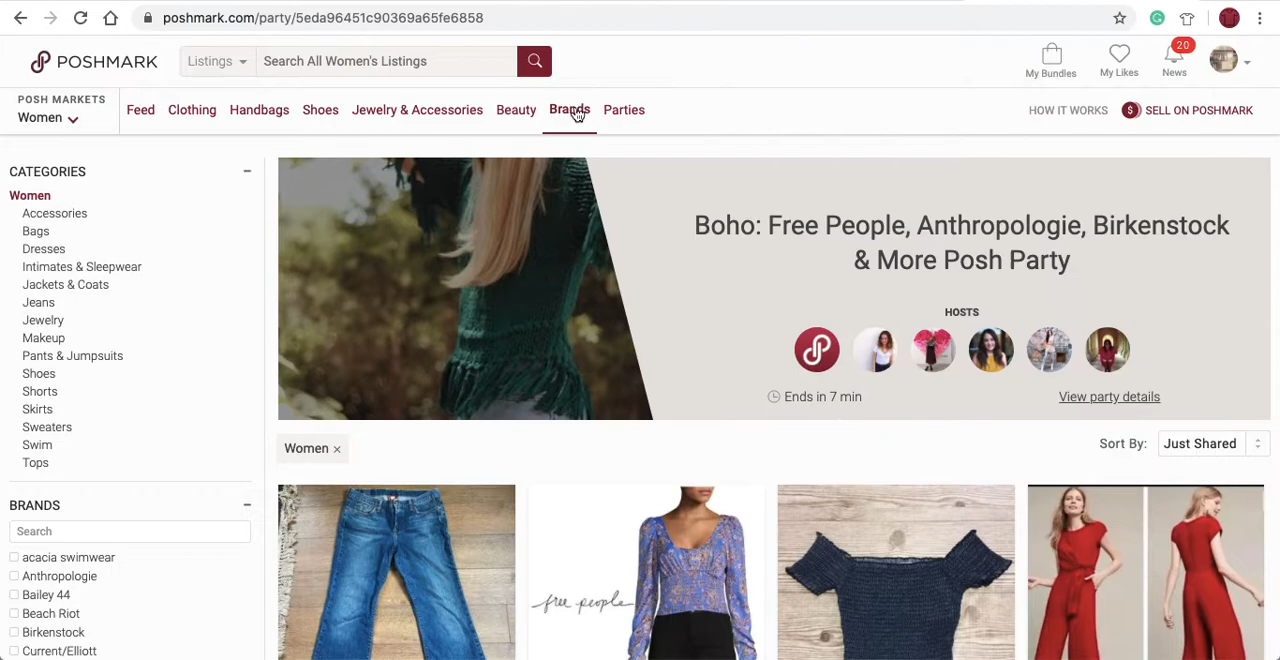 poshmark.com/party/5eda96451c90369a65fe6858
POSHMARK
Listings
Search All Women's Listings
My Bundles
My Likes
20
News
POSH MARKETS
Women
Feed
Clothing
Handbags
Shoes
Jewelry & Accessories
Beauty
Brands
Parties
HOW IT WORKS
$
SELL ON POSHMARK
CATEGORIES
Women
Accessories
Bags
Dresses
Intimates & Sleepwear
Jackets & Coats
Jeans
Jewelry
Makeup
Pants & Jumpsuits
Shoes
Shorts
Skirts
Sweaters
Swim
Tops
BRANDS
Search
acacia swimwear
Anthropologie
Bailey 44
Beach Riot
Birkenstock
Current/Elliott
Boho: Free People, Anthropologie, Birkenstock
& More Posh Party
HOSTS
Ends in 7 min
View party details
Women ×
Sort By:
Just Shared
free people